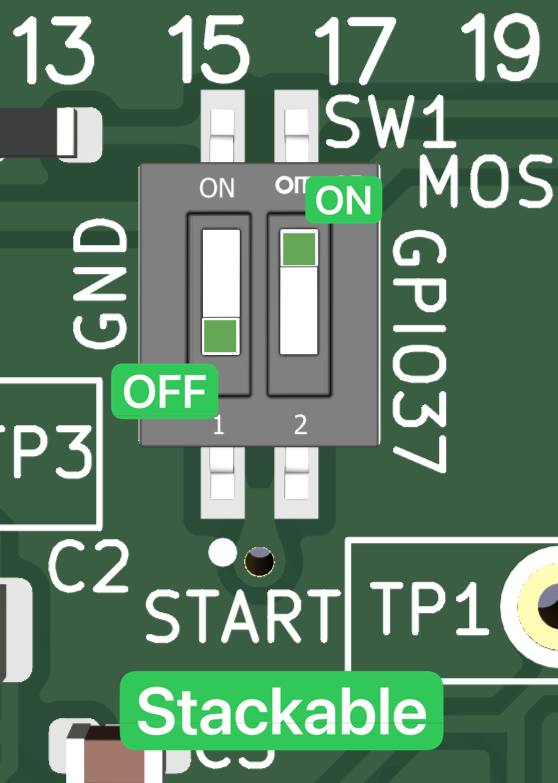 13 15 17 19
SW1
MOS
ON
ON
GND
GPIO37
OFF
1 2
TP3
C2
START
TP1
Stackable